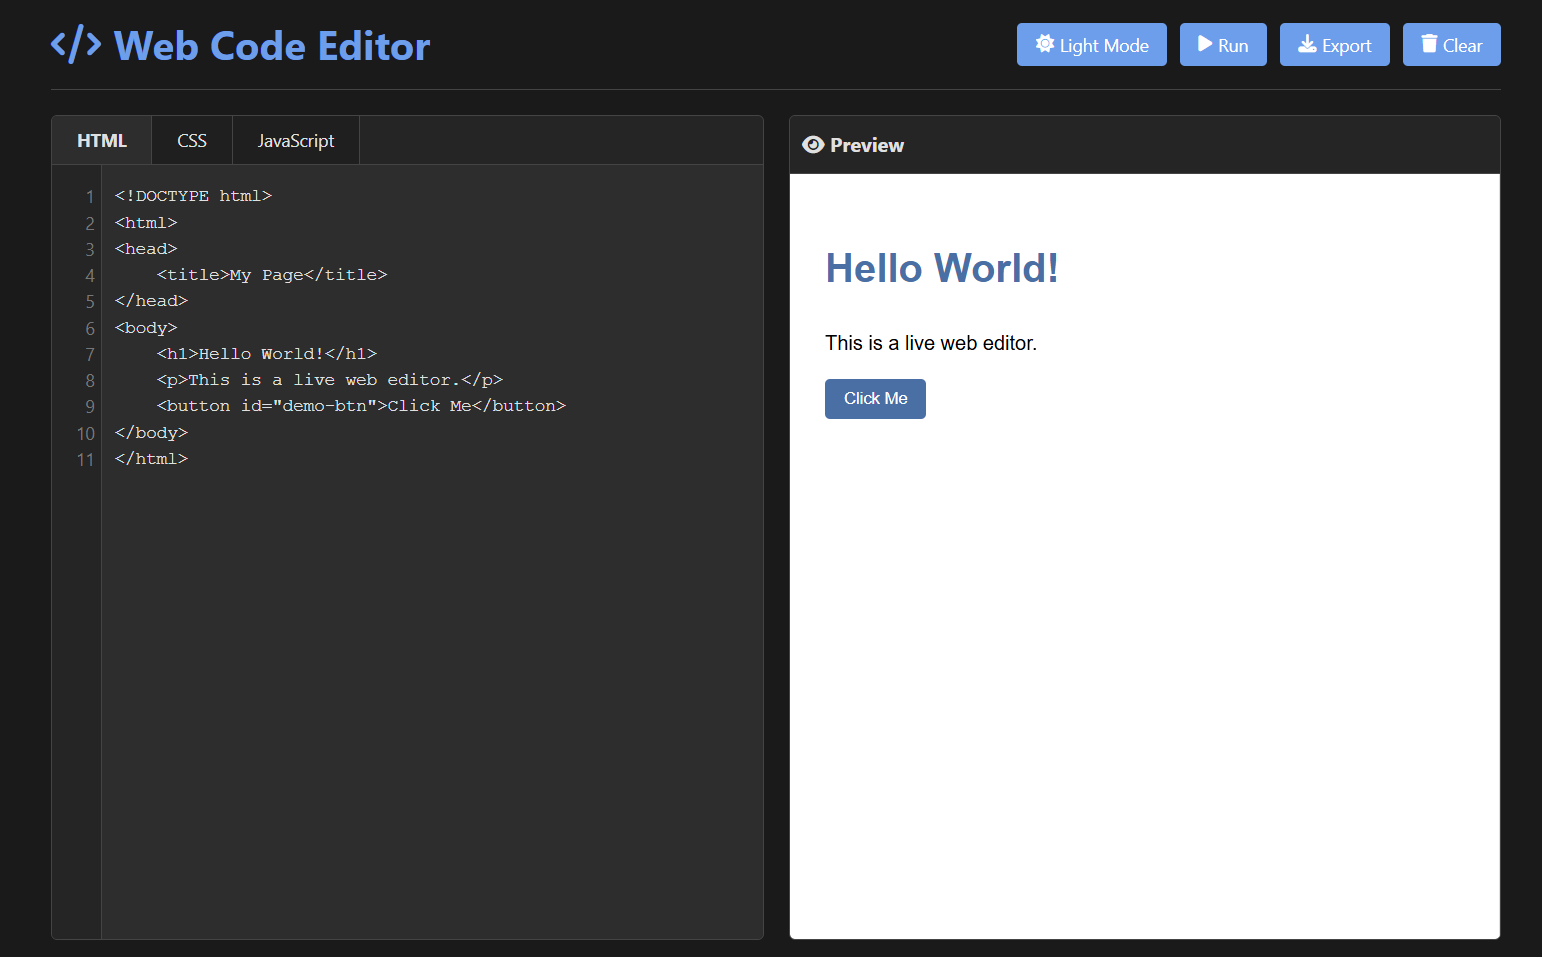 </> Web Code Editor
Light Mode
Run
Export
Clear
HTML
CSS
JavaScript
1 <!DOCTYPE html>
2 <html>
3 <head>
4     <title>My Page</title>
5 </head>
6 <body>
7     <h1>Hello World!</h1>
8     <p>This is a live web editor.</p>
9     <button id="demo-btn">Click Me</button>
10 </body>
11 </html>
Preview
Hello World!
This is a live web editor.
Click Me